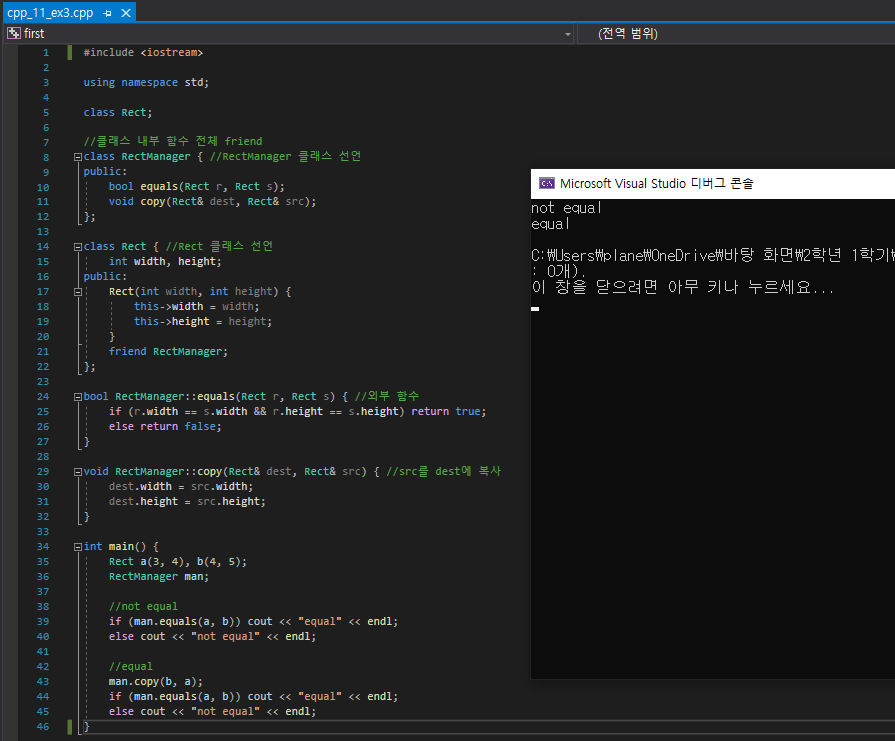 cpp_11_ex3.cpp
first (전역 범위)
1 #include <iostream>
2
3 using namespace std;
4
5 class Rect;
6
7 //클래스 내부 함수 전체 friend
8 class RectManager { //RectManager 클래스 선언
9 public:
10 bool equals(Rect r, Rect s);
11 void copy(Rect& dest, Rect& src);
12 };
13
14 class Rect { //Rect 클래스 선언
15 int width, height;
16 public:
17 Rect(int width, int height) {
18 this->width = width;
19 this->height = height;
20 }
21 friend RectManager;
22 };
23
24 bool RectManager::equals(Rect r, Rect s) { //외부 함수
25 if (r.width == s.width && r.height == s.height) return true;
26 else return false;
27 }
28
29 void RectManager::copy(Rect& dest, Rect& src) { //src를 dest에 복사
30 dest.width = src.width;
31 dest.height = src.height;
32 }
33
34 int main() {
35 Rect a(3, 4), b(4, 5);
36 RectManager man;
37
38 //not equal
39 if (man.equals(a, b)) cout << "equal" << endl;
40 else cout << "not equal" << endl;
41
42 //equal
43 man.copy(b, a);
44 if (man.equals(a, b)) cout << "equal" << endl;
45 else cout << "not equal" << endl;
46 }
Microsoft Visual Studio 디버그 콘솔
not equal
equal
C:₩Users₩plane₩OneDrive₩바탕 화면₩2학년 1학기₩
: 0개).
이 창을 닫으려면 아무 키나 누르세요...